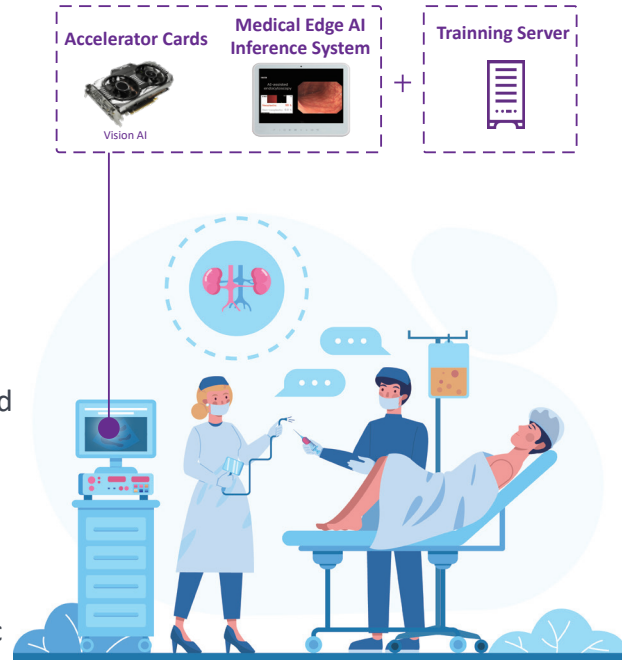 Accelerator Cards
Medical Edge AI
Inference System
Trainning Server
Vision AI
+
d